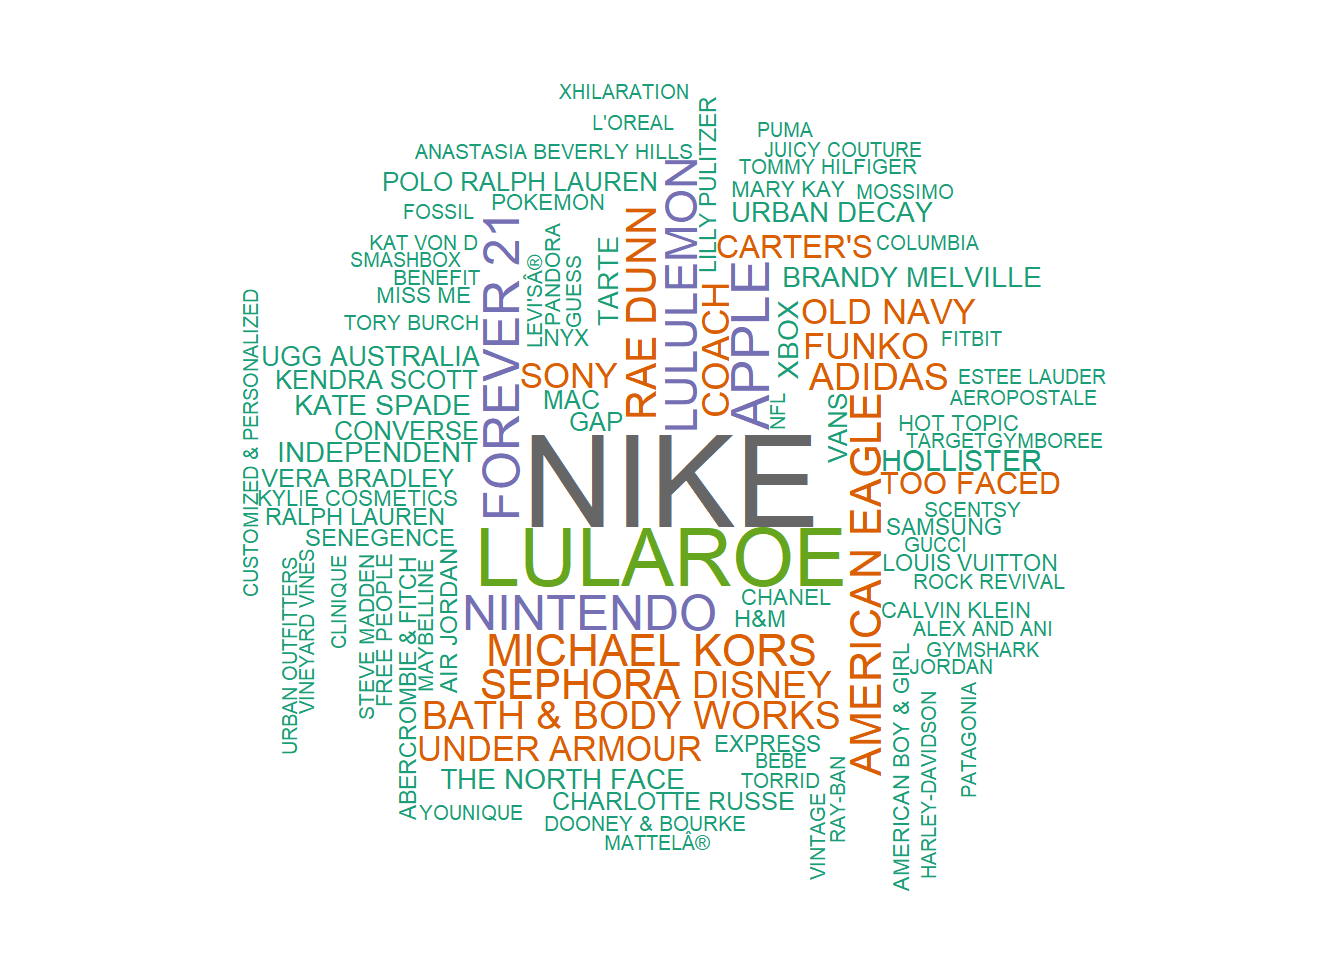 XHILARATION
L'OREAL
LILLY PULITZER
PUMA
JUICY COUTURE
ANASTASIA BEVERLY HILLS
TOMMY HILFIGER
POLO RALPH LAUREN
LULULEMON
MARY KAY
MOSSIMO
POKEMON
FOSSIL
RAE DUNN
URBAN DECAY
FOREVER 21
KAT VON D
PANDORA
TARTE
CARTER'S
COLUMBIA
SMASHBOX
LEVI'SÂ®
GUESS
BENEFIT
APPLE
BRANDY MELVILLE
MISS ME
COACH
CUSTOMIZED & PERSONALIZED
TORY BURCH
XBOX
OLD NAVY
NYX
FUNKO
FITBIT
UGG AUSTRALIA
SONY
ADIDAS
ESTEE LAUDER
KENDRA SCOTT
MAC
NFL
AEROPOSTALE
KATE SPADE
GAP
VANS
AMERICAN EAGLE
HOT TOPIC
CONVERSE
TARGET
GYMBOREE
INDEPENDENT
NIKE
HOLLISTER
VERA BRADLEY
TOO FACED
KYLIE COSMETICS
RALPH LAUREN
SCENTSY
SENEGENCE
SAMSUNG
LULAROE
GUCCI
URBAN OUTFITTERS
VINEYARD VINES
CLINIQUE
STEVE MADDEN
FREE PEOPLE
ABERCROMBIE & FITCH
MAYBELLINE
AIR JORDAN
LOUIS VUITTON
ROCK REVIVAL
NINTENDO
CHANEL
CALVIN KLEIN
H&M
ALEX AND ANI
MICHAEL KORS
GYMSHARK
JORDAN
SEPHORA
DISNEY
AMERICAN BOY & GIRL
HARLEY-DAVIDSON
PATAGONIA
BATH & BODY WORKS
UNDER ARMOUR
EXPRESS
BEBE
THE NORTH FACE
TORRID
RAY-BAN
CHARLOTTE RUSSE
VINTAGE
YOUNIQUE
DOONEY & BOURKE
MATTELÂ®